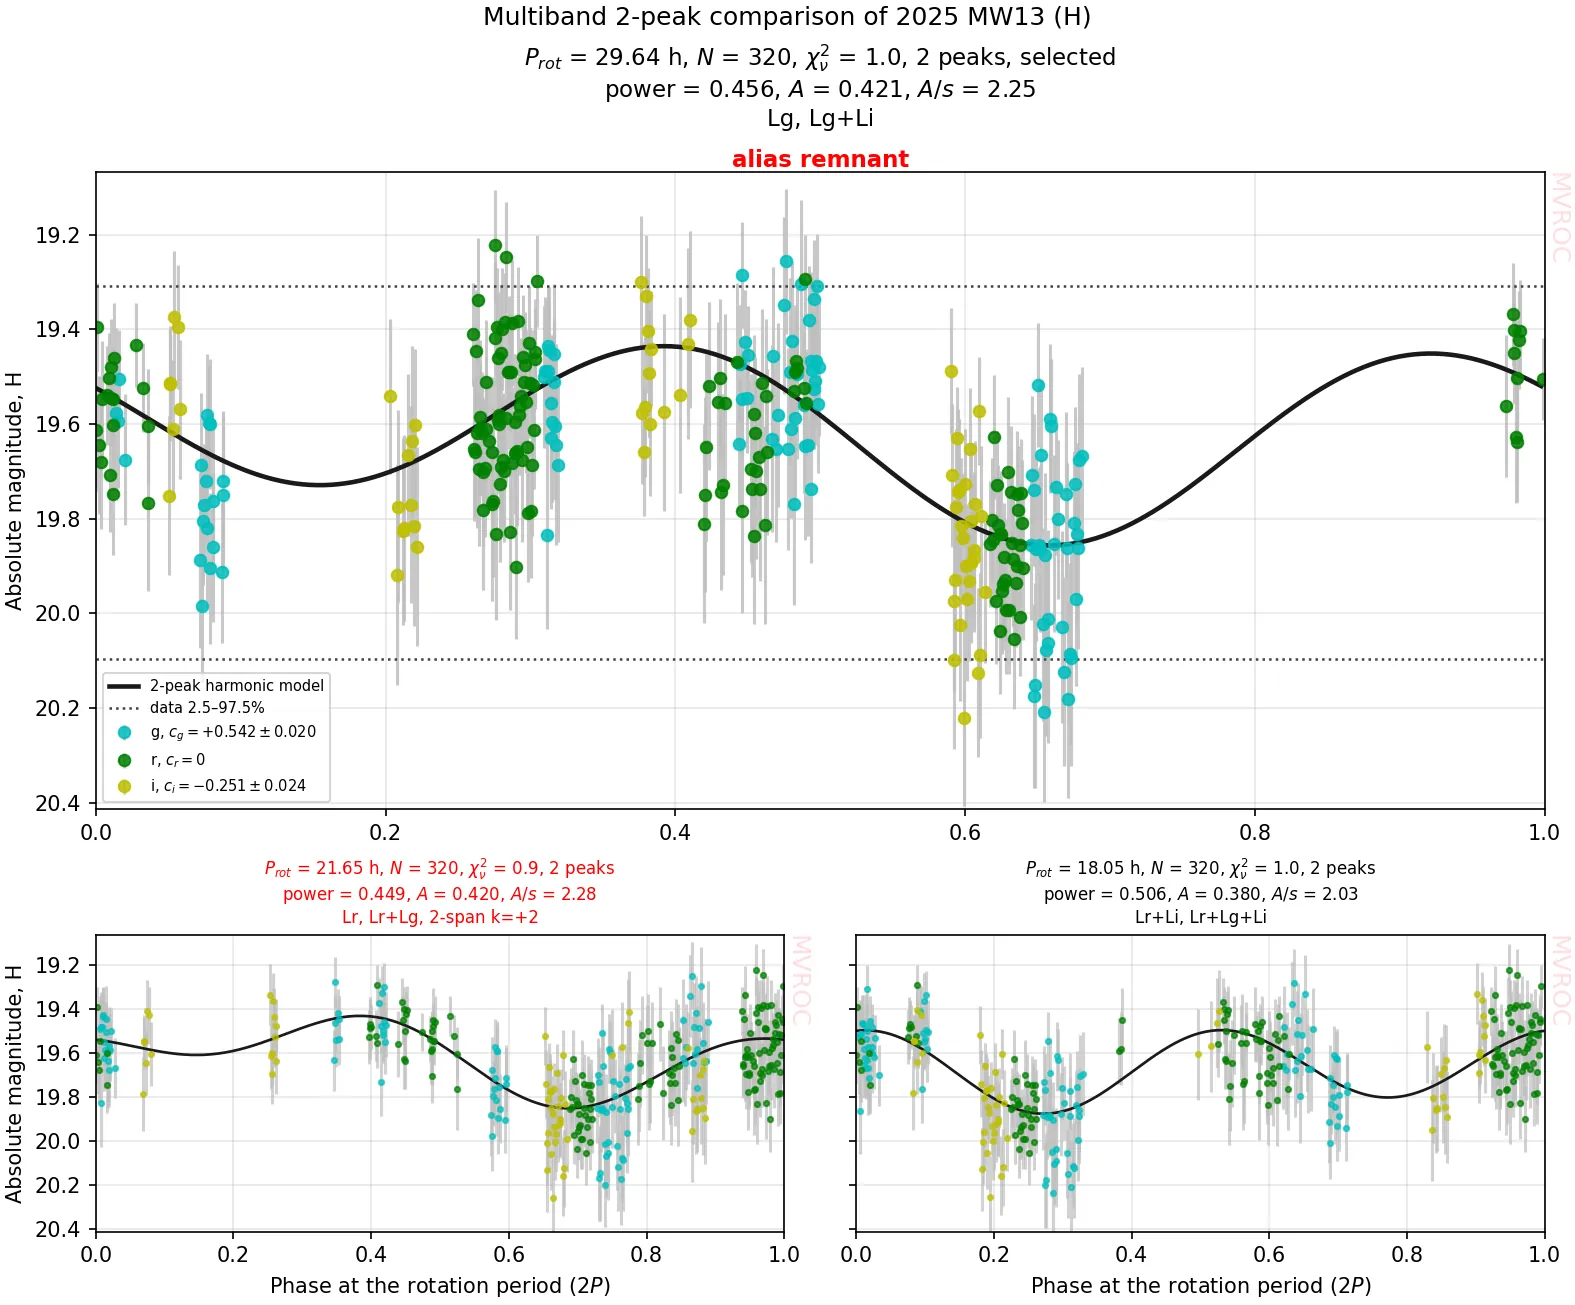 Multiband 2-peak comparison of 2025 MW13 (H)
P_rot = 29.64 h, N = 320, χ²_ν = 1.0, 2 peaks, selected
power = 0.456, A = 0.421, A/s = 2.25
Lg, Lg+Li
alias remnant
MVROC
Absolute magnitude, H
19.2
19.4
19.6
19.8
20.0
20.2
20.4
2-peak harmonic model
data 2.5–97.5%
g, c_g = +0.542 ± 0.020
r, c_r = 0
i, c_i = −0.251 ± 0.024
0.0 0.2 0.4 0.6 0.8 1.0
P_rot = 21.65 h, N = 320, χ²_ν = 0.9, 2 peaks
power = 0.449, A = 0.420, A/s = 2.28
Lr, Lr+Lg, 2-span k=+2
MVROC
Absolute magnitude, H
19.2
19.4
19.6
19.8
20.0
20.2
20.4
0.0 0.2 0.4 0.6 0.8 1.0
Phase at the rotation period (2P)
P_rot = 18.05 h, N = 320, χ²_ν = 1.0, 2 peaks
power = 0.506, A = 0.380, A/s = 2.03
Lr+Li, Lr+Lg+Li
MVROC
0.0 0.2 0.4 0.6 0.8 1.0
Phase at the rotation period (2P)